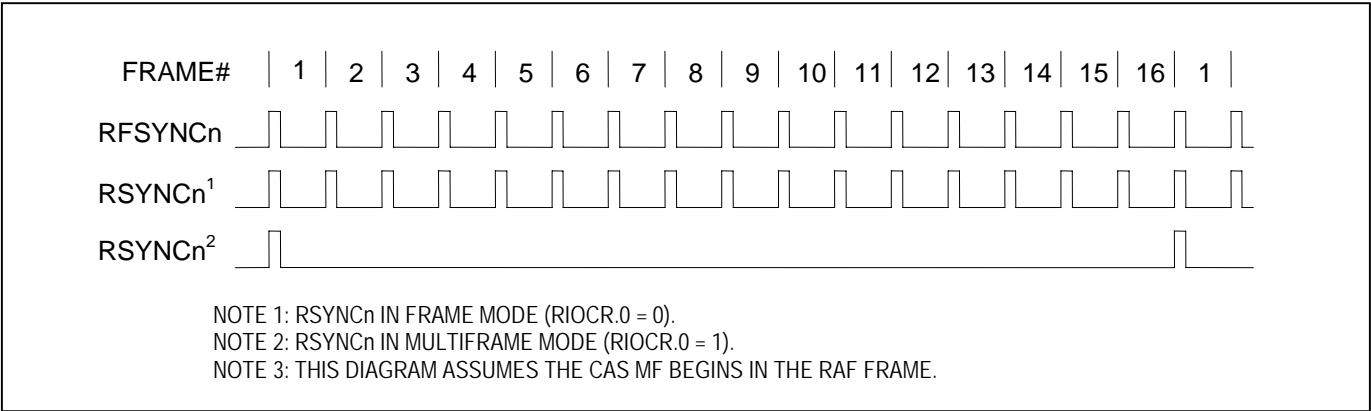 FRAME# 1 2 3 4 5 6 7 8 9 10 11 12 13 14 15 16 1
RFSYNCn
RSYNCn¹
RSYNCn²
NOTE 1: RSYNCn IN FRAME MODE (RIOCR.0 = 0).
NOTE 2: RSYNCn IN MULTIFRAME MODE (RIOCR.0 = 1).
NOTE 3: THIS DIAGRAM ASSUMES THE CAS MF BEGINS IN THE RAF FRAME.